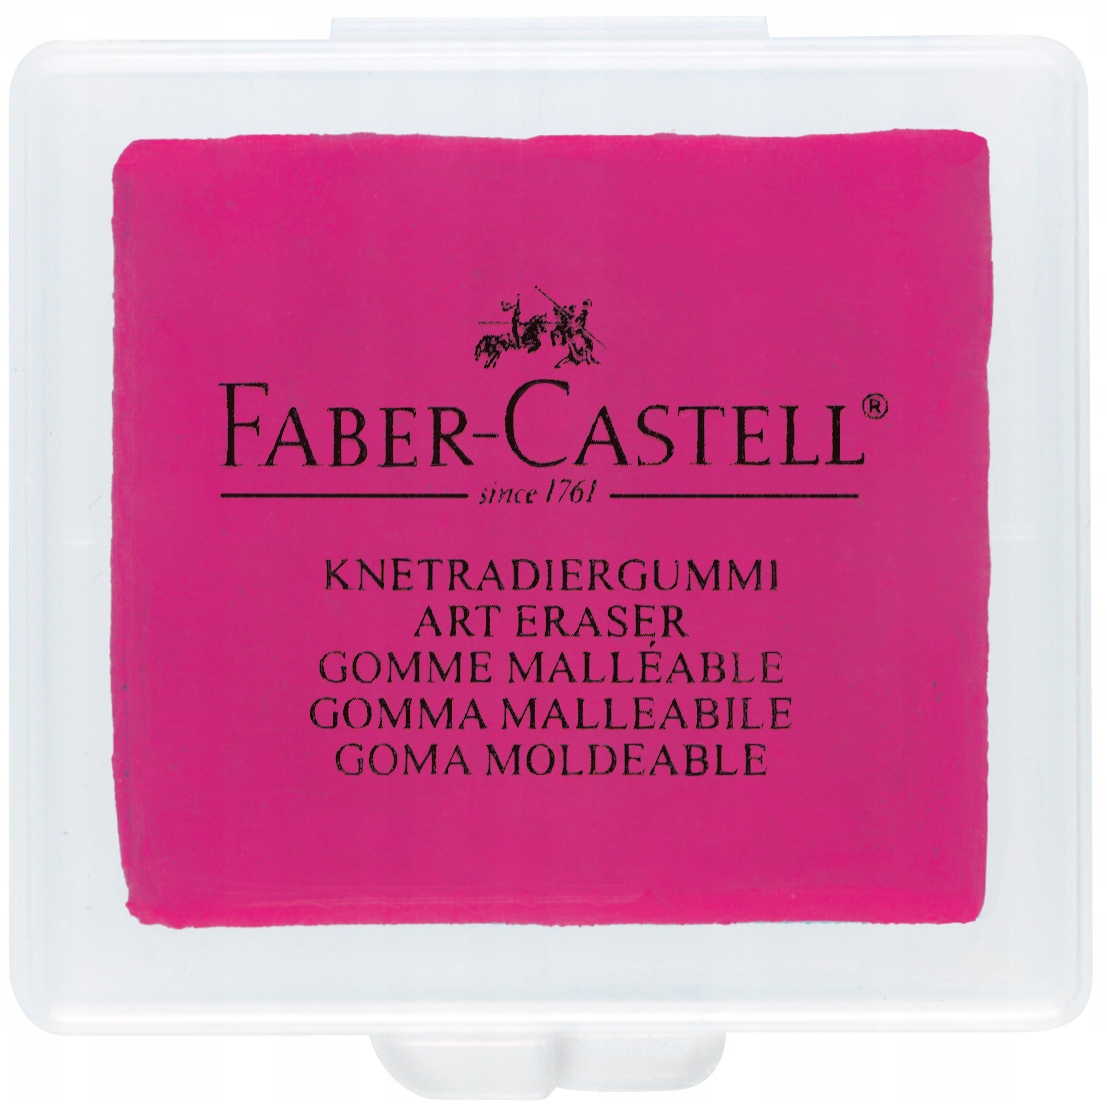 FABER-CASTELL®
since 1761
KNETRADIERGUMMI
ART ERASER
GOMME MALLÉABLE
GOMMA MALLEABILE
GOMA MOLDEABLE